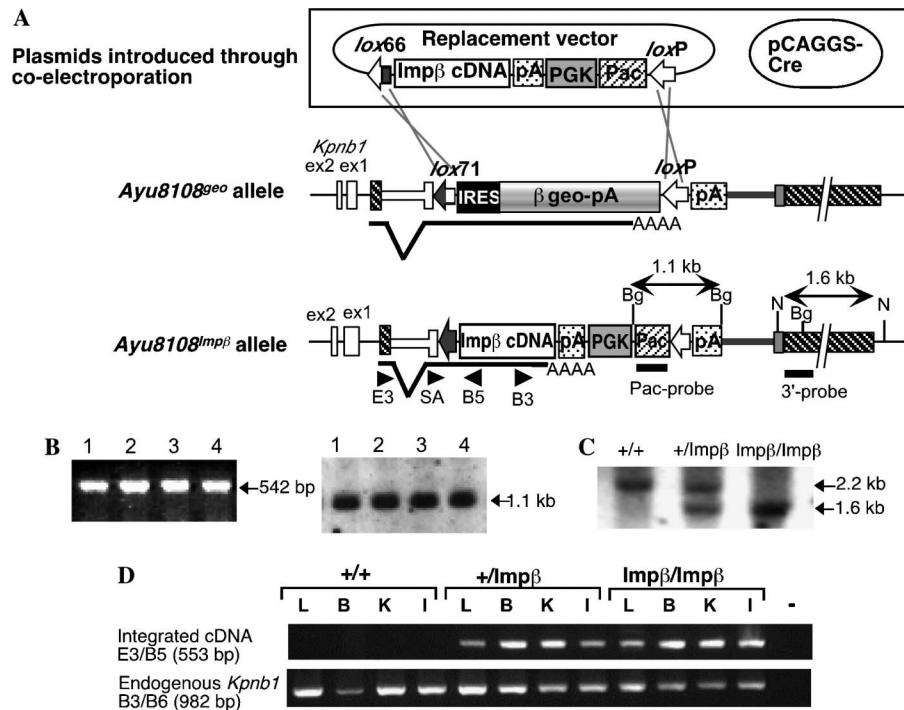 A
Plasmids introduced through
co-electroporation
lox66
Replacement vector
loxP
Impβ cDNA
pA
PGK
Pac
pCAGGS-
Cre
Kpnb1
ex2 ex1
lox71
loxP
Ayu8108geo allele
IRES
βgeo-pA
pA
AAAA
1.1 kb
1.6 kb
Bg
Bg
N
Bg
N
ex2
ex1
Ayu8108Impβ allele
Impβ cDNA
pA
PGK
Pac
pA
AAAA
E3
SA
B5
B3
Pac-probe
3'-probe
B
1 2 3 4
542 bp
1 2 3 4
1.1 kb
C
+/+ +/Impβ Impβ/Impβ
2.2 kb
1.6 kb
D
+/+ +/Impβ Impβ/Impβ
L B K I L B K I L B K I -
Integrated cDNA
E3/B5 (553 bp)
Endogenous Kpnb1
B3/B6 (982 bp)